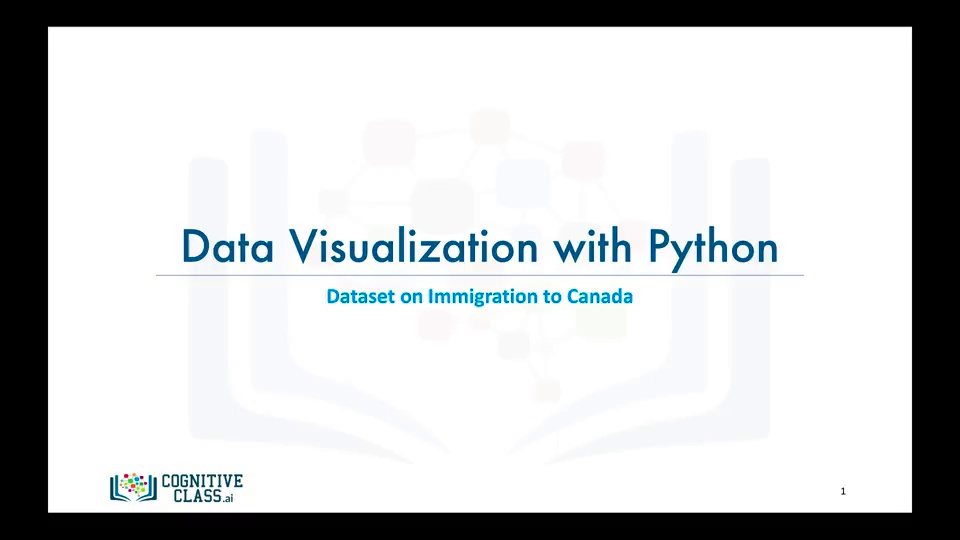 Data Visualization with Python
Dataset on Immigration to Canada
COGNITIVE
CLASS.ai
1